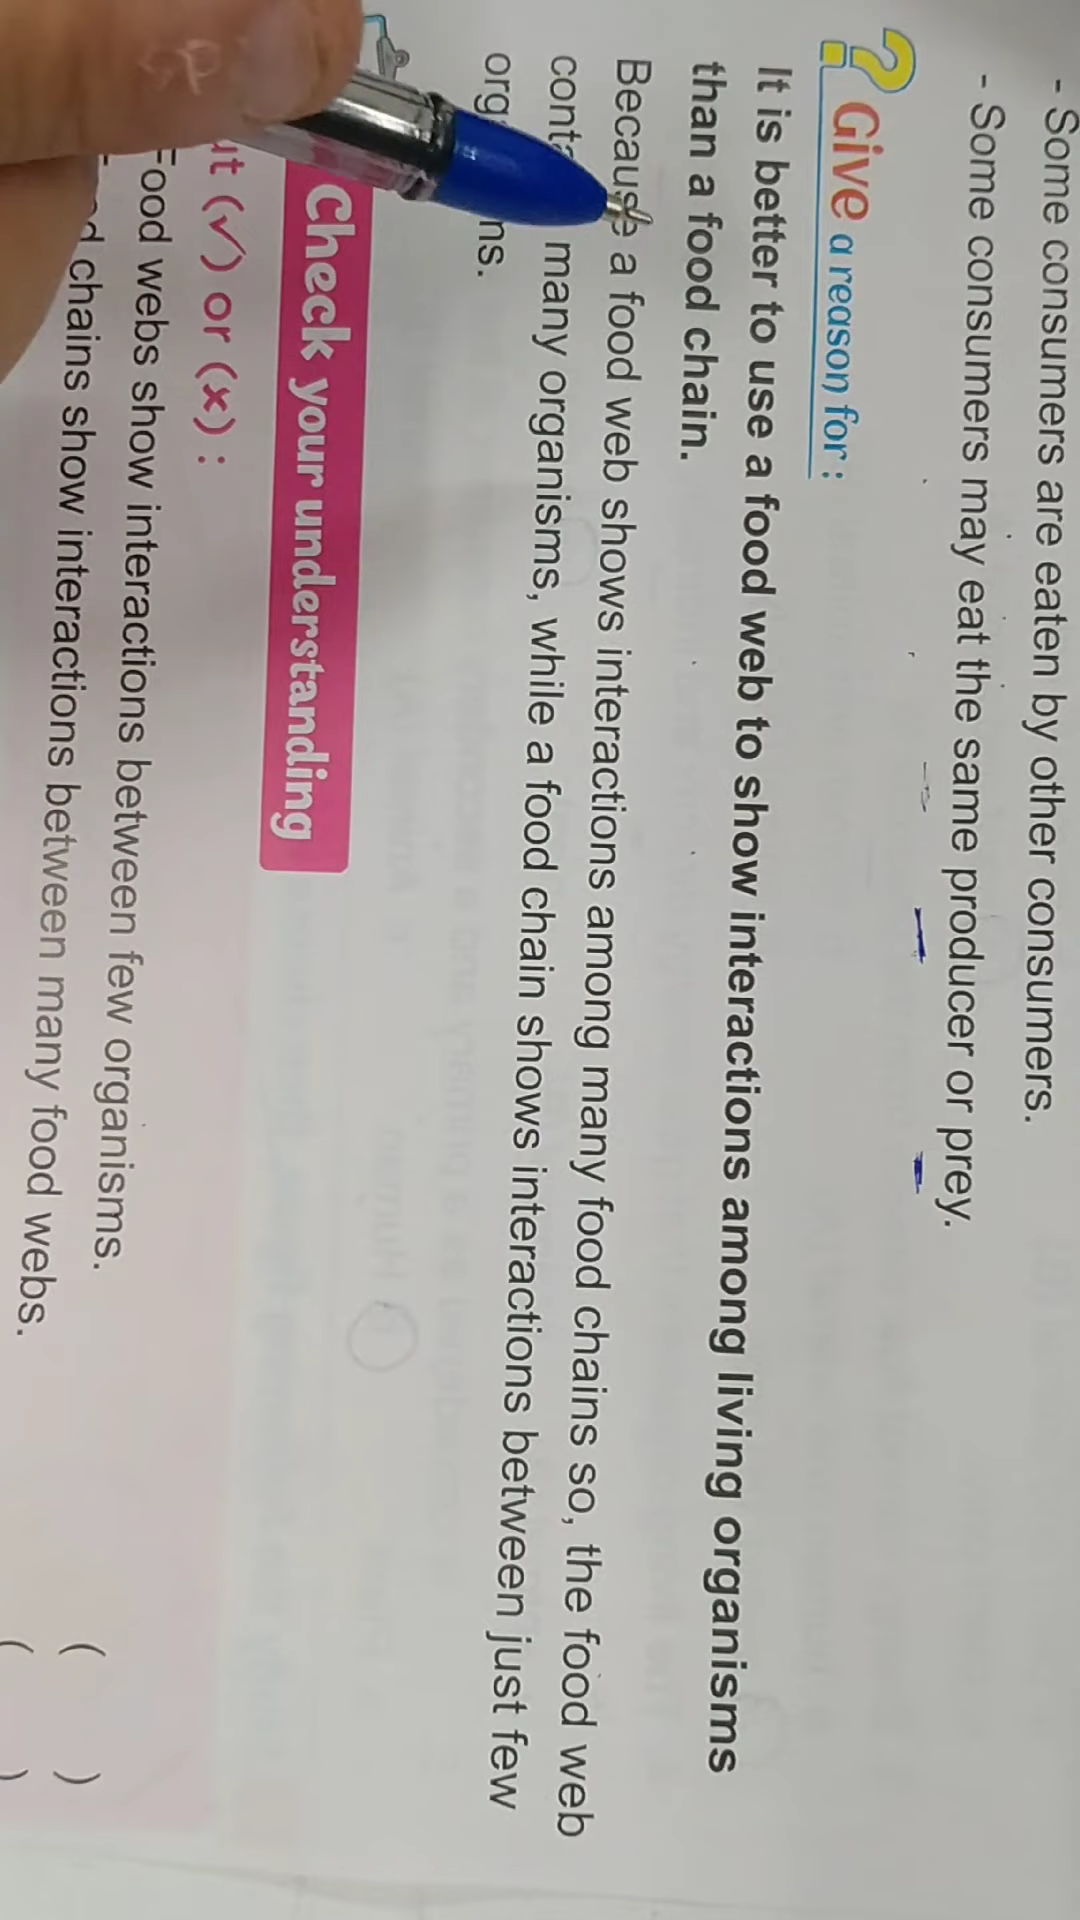 - Some consumers are eaten by other consumers.
- Some consumers may eat the same producer or prey.
? Give a reason for :
It is better to use a food web to show interactions among living organisms
than a food chain.
Because a food web shows interactions among many food chains so, the food web
many organisms, while a food chain shows interactions between just few
Check your understanding
(✓) or (x) :
Food webs show interactions between few organisms. ( )
chains show interactions between many food webs. ( )